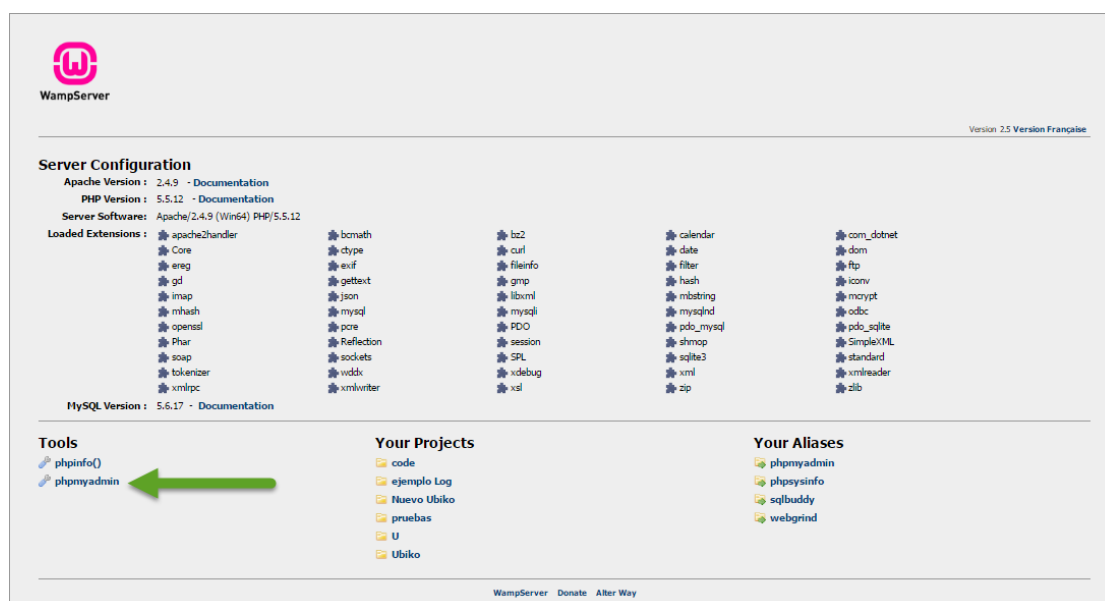 WampServer
Version 2.5 Version Française
Server Configuration
Apache Version : 2.4.9 - Documentation
PHP Version : 5.5.12 - Documentation
Server Software: Apache/2.4.9 (Win64) PHP/5.5.12
Loaded Extensions : apache2handler bcmath bz2 calendar com_dotnet
Core ctype curl date dom
ereg exif fileinfo filter ftp
gd gettext gmp hash iconv
imap json libxml mbstring mcrypt
mhash mysql mysqli mysqlnd odbc
openssl pcre PDO pdo_mysql pdo_sqlite
Phar Reflection session shmop SimpleXML
soap sockets SPL sqlite3 standard
tokenizer wddx xdebug xml xmlreader
xmlrpc xmlwriter xsl zip zlib
MySQL Version : 5.6.17 - Documentation
Tools
phpinfo()
phpmyadmin
Your Projects
code
ejemplo Log
Nuevo Ubiko
pruebas
U
Ubiko
Your Aliases
phpmyadmin
phpsysinfo
sqlbuddy
webgrind
WampServer Donate Alter Way